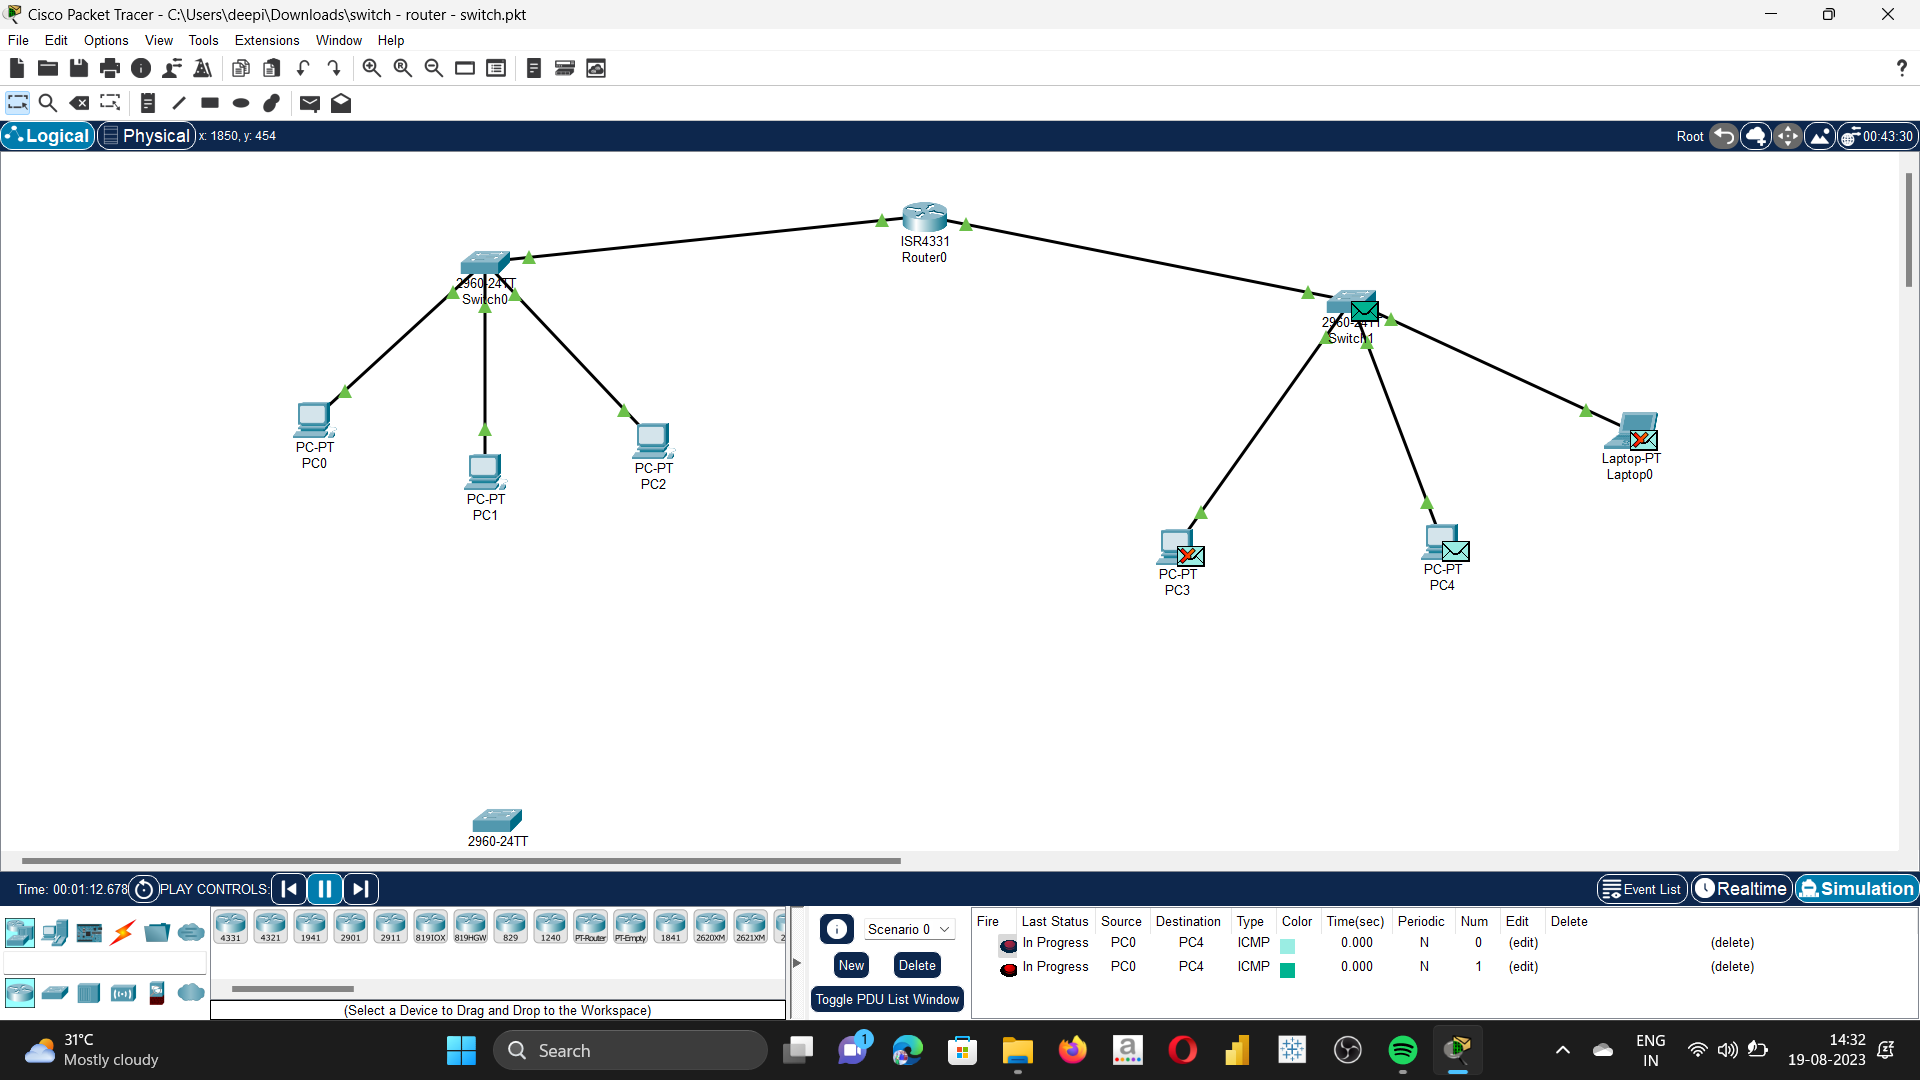 Cisco Packet Tracer - C:\Users\deepi\Downloads\switch - router - switch.pkt
File Edit Options View Tools Extensions Window Help
?
Logical Physical x: 1850, y: 454 Root 00:43:30
ISR4331
Router0
2960-24TT
Switch0
2960-24TT
Switch1
PC-PT
PC0
PC-PT
PC1
PC-PT
PC2
Laptop-PT
Laptop0
PC-PT
PC3
PC-PT
PC4
2960-24TT
Time: 00:01:12.678 PLAY CONTROLS: Event List Realtime Simulation
4331 4321 1941 2901 2911 819IOX 819HGW 829 1240 PT-Router PT-Empty 1841 2620XM 2621XM 2
(Select a Device to Drag and Drop to the Workspace)
Scenario 0
New Delete
Toggle PDU List Window
Fire Last Status Source Destination Type Color Time(sec) Periodic Num Edit Delete
In Progress PC0 PC4 ICMP 0.000 N 0 (edit) (delete)
In Progress PC0 PC4 ICMP 0.000 N 1 (edit) (delete)
31°C
Mostly cloudy
Search
1
a
ENG
IN
14:32
19-08-2023